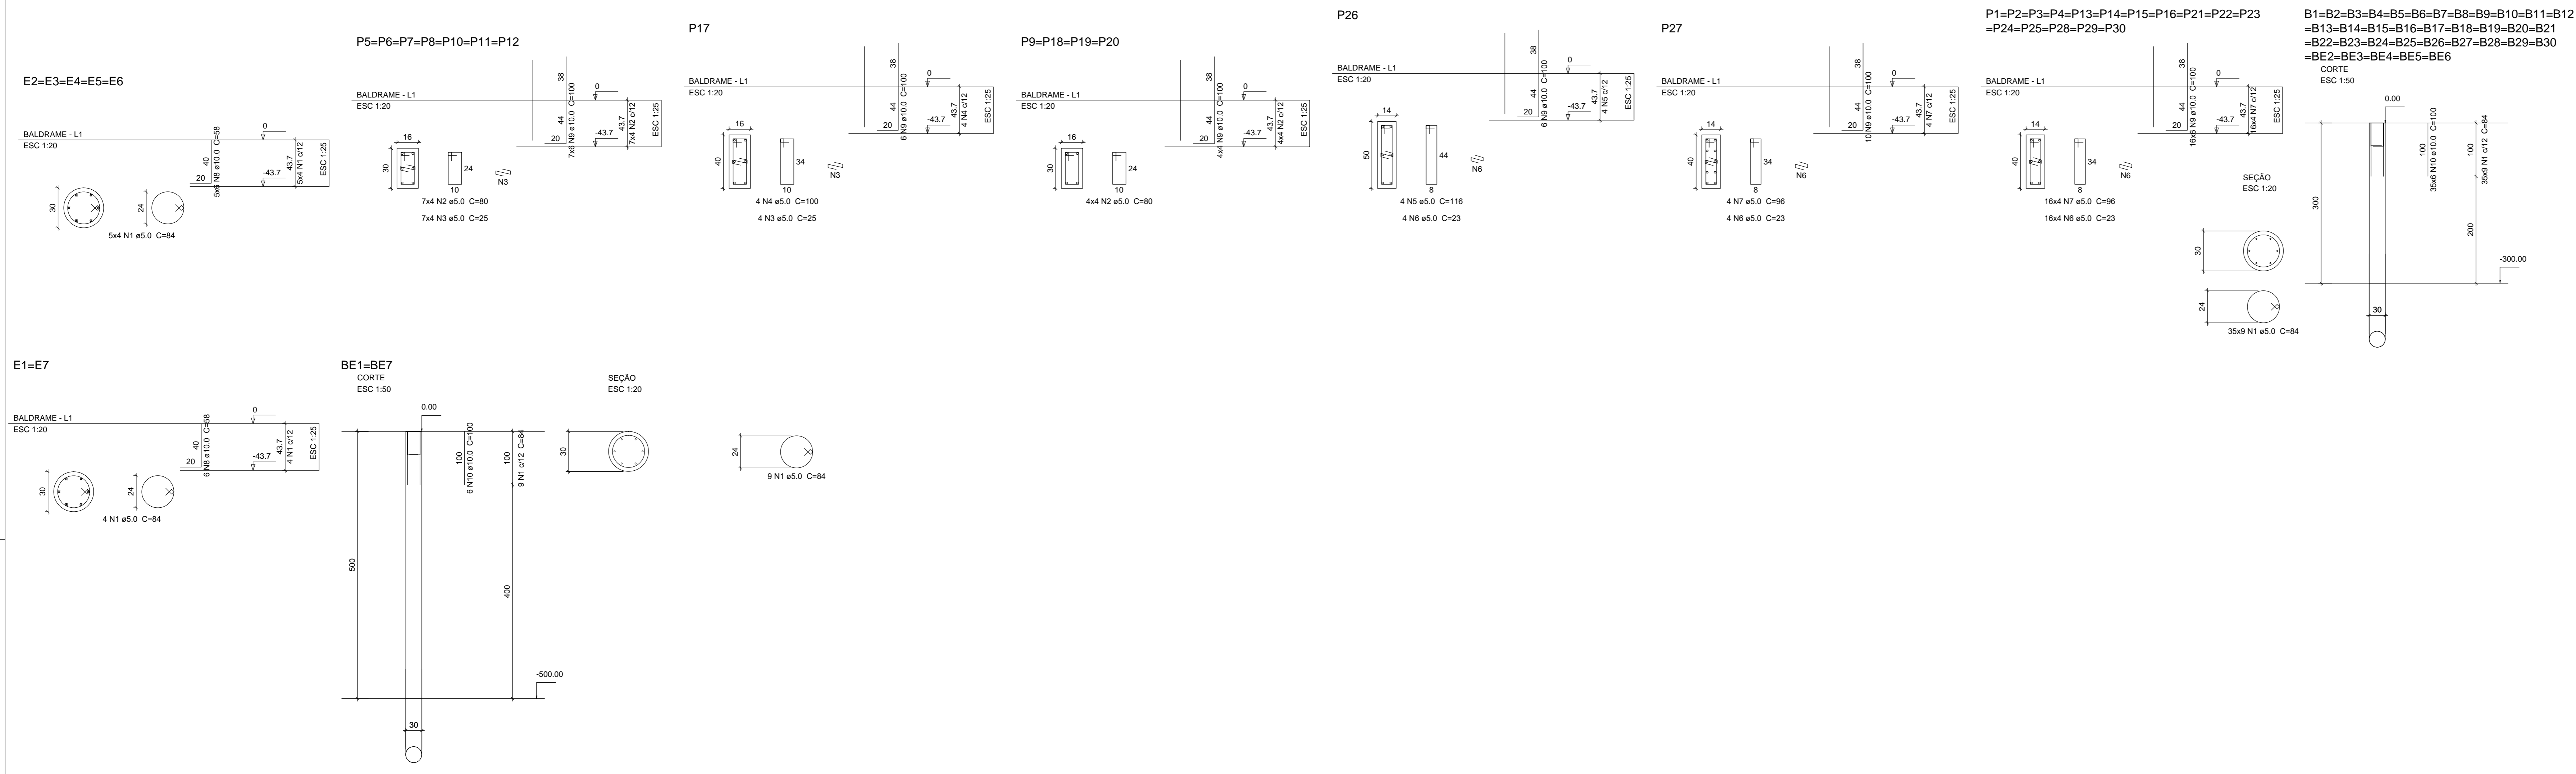 E2=E3=E4=E5=E6
BALDRAME - L1
ESC 1:20
0
-43.7
20
40
5x6 N8 ø10.0 C=58
43.7
5x4 N1 c/12
ESC 1:25
30
24
5x4 N1 ø5.0 C=84
P5=P6=P7=P8=P10=P11=P12
BALDRAME - L1
ESC 1:20
38
0
-43.7
20
44
7x6 N9 ø10.0 C=100
43.7
7x4 N2 c/12
ESC 1:25
16
30
24
10
N3
7x4 N2 ø5.0 C=80
7x4 N3 ø5.0 C=25
P17
BALDRAME - L1
ESC 1:20
38
0
-43.7
20
44
6 N9 ø10.0 C=100
43.7
4 N4 c/12
ESC 1:25
16
40
34
10
N3
4 N4 ø5.0 C=100
4 N3 ø5.0 C=25
P9=P18=P19=P20
BALDRAME - L1
ESC 1:20
38
0
-43.7
20
44
4x4 N9 ø10.0 C=100
43.7
4x4 N2 c/12
ESC 1:25
16
30
24
10
4x4 N2 ø5.0 C=80
P26
BALDRAME - L1
ESC 1:20
38
0
-43.7
20
44
6 N9 ø10.0 C=100
43.7
4 N5 c/12
ESC 1:25
14
50
44
8
N6
4 N5 ø5.0 C=116
4 N6 ø5.0 C=23
P27
BALDRAME - L1
ESC 1:20
38
0
-43.7
20
44
10 N9 ø10.0 C=100
43.7
4 N7 c/12
ESC 1:25
14
40
34
8
N6
4 N7 ø5.0 C=96
4 N6 ø5.0 C=23
P1=P2=P3=P4=P13=P14=P15=P16=P21=P22=P23
=P24=P25=P28=P29=P30
BALDRAME - L1
ESC 1:20
38
0
-43.7
20
44
16x6 N9 ø10.0 C=100
43.7
16x4 N7 c/12
ESC 1:25
14
40
34
8
N6
16x4 N7 ø5.0 C=96
16x4 N6 ø5.0 C=23
B1=B2=B3=B4=B5=B6=B7=B8=B9=B10=B11=B12
=B13=B14=B15=B16=B17=B18=B19=B20=B21
=B22=B23=B24=B25=B26=B27=B28=B29=B30
=BE2=BE3=BE4=BE5=BE6
CORTE
ESC 1:50
0.00
300
100
35x6 N10 ø10.0 C=100
100
35x9 N1 c/12 C=84
200
-300.00
30
SEÇÃO
ESC 1:20
30
24
35x9 N1 ø5.0 C=84
E1=E7
BALDRAME - L1
ESC 1:20
0
-43.7
20
40
6 N8 ø10.0 C=58
43.7
4 N1 c/12
ESC 1:25
30
24
4 N1 ø5.0 C=84
BE1=BE7
CORTE
ESC 1:50
0.00
500
100
6 N10 ø10.0 C=100
100
9 N1 c/12 C=84
400
-500.00
30
SEÇÃO
ESC 1:20
30
24
9 N1 ø5.0 C=84